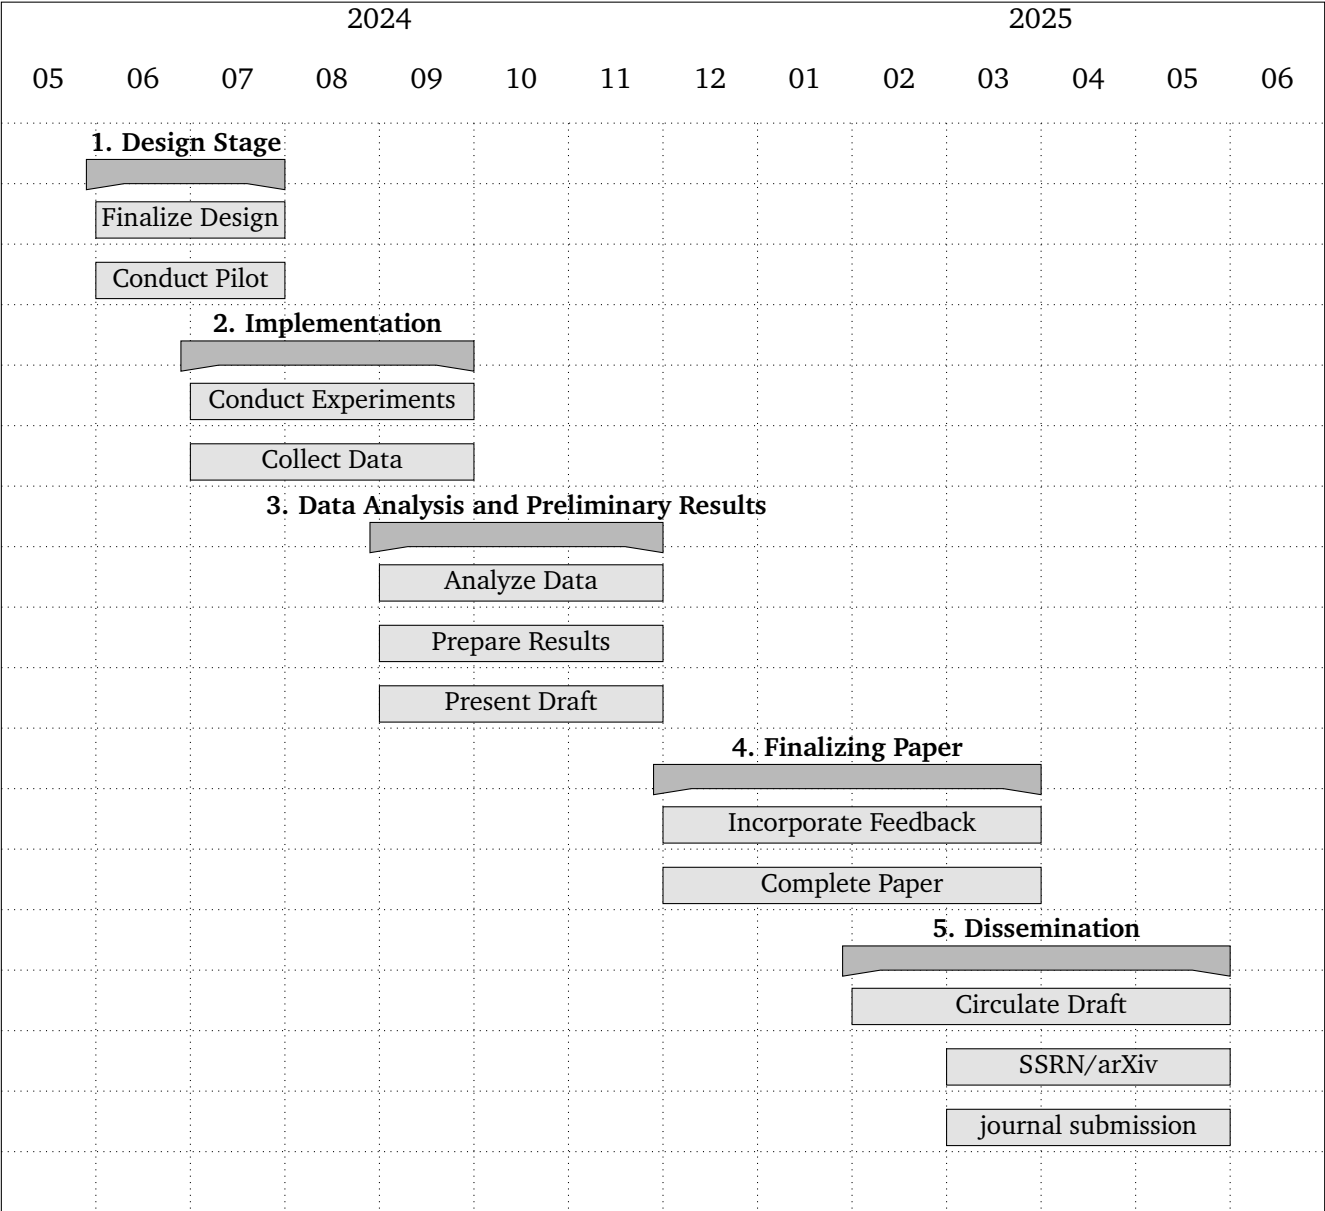 2024 2025
05 06 07 08 09 10 11 12 01 02 03 04 05 06
1. Design Stage
Finalize Design
Conduct Pilot
2. Implementation
Conduct Experiments
Collect Data
3. Data Analysis and Preliminary Results
Analyze Data
Prepare Results
Present Draft
4. Finalizing Paper
Incorporate Feedback
Complete Paper
5. Dissemination
Circulate Draft
SSRN/arXiv
journal submission